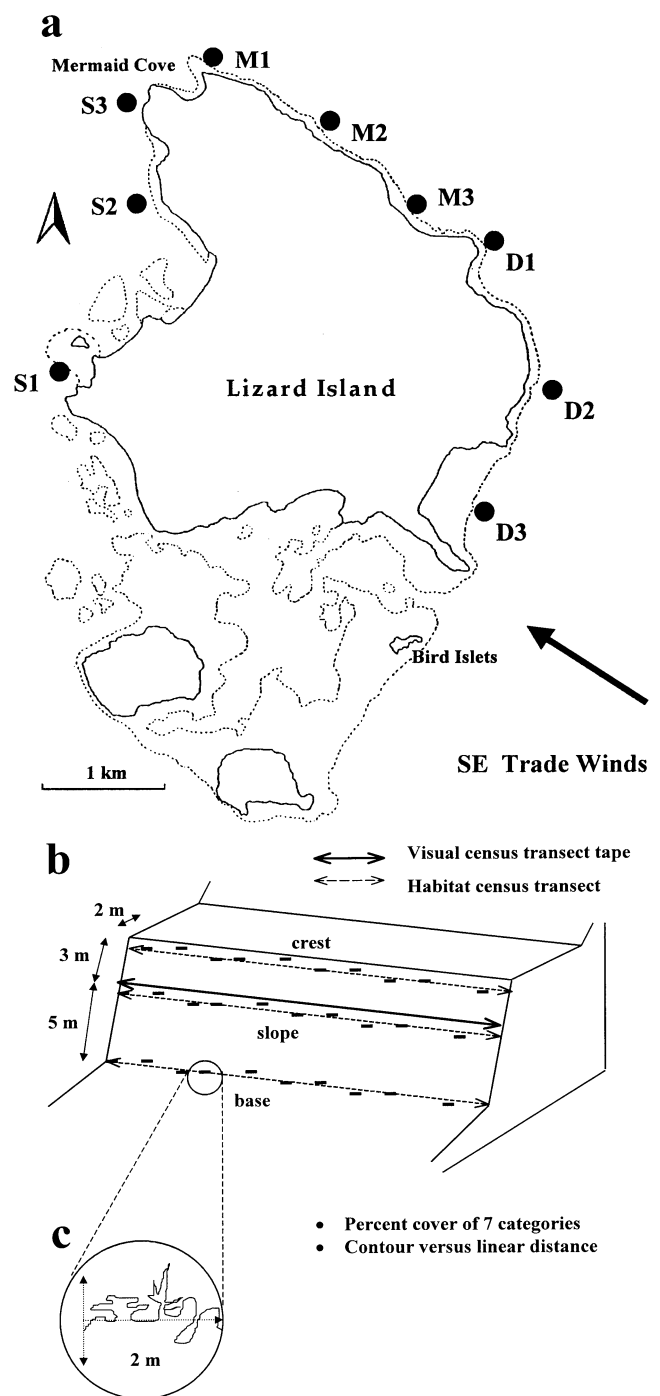 a
Mermaid Cove
M1
S3
M2
S2
M3
D1
S1
Lizard Island
D2
D3
Bird Islets
1 km
SE Trade Winds
b
Visual census transect tape
Habitat census transect
2 m
crest
3 m
5 m
slope
base
c
• Percent cover of 7 categories
• Contour versus linear distance
2 m